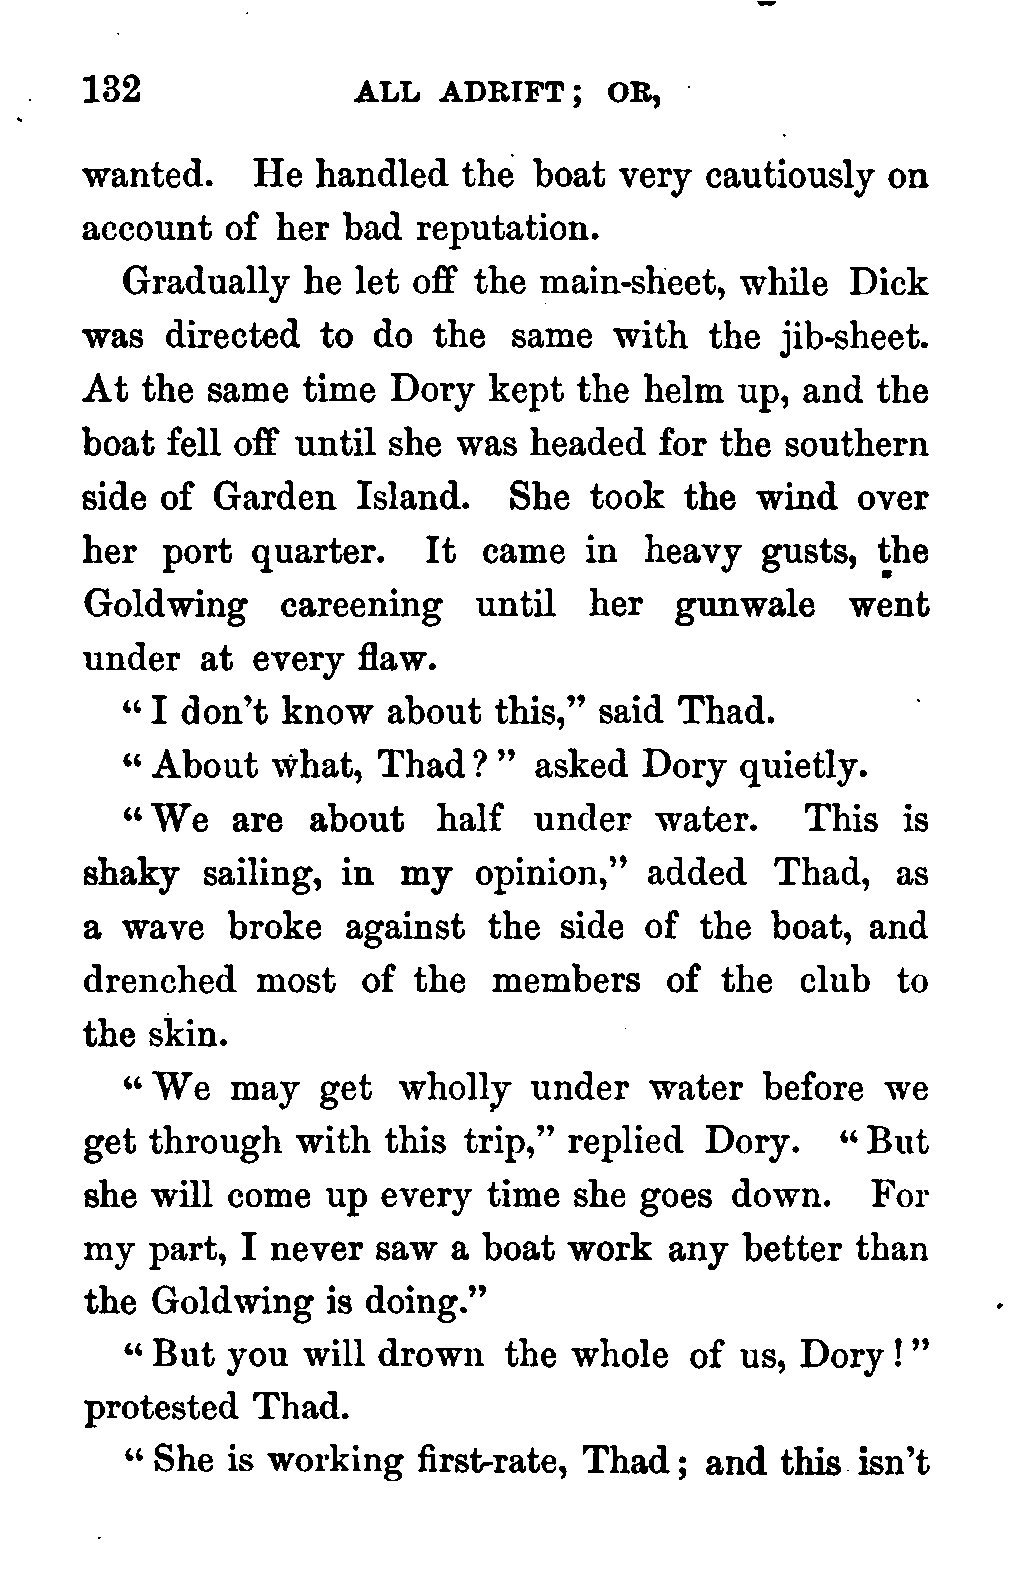 132 ALL ADRIFT; OR,
wanted. He handled the boat very cautiously on
account of her bad reputation.
Gradually he let off the main-sheet, while Dick
was directed to do the same with the jib-sheet.
At the same time Dory kept the helm up, and the
boat fell off until she was headed for the southern
side of Garden Island. She took the wind over
her port quarter. It came in heavy gusts, the
Goldwing careening until her gunwale went
under at every flaw.
“I don’t know about this,” said Thad.
“About what, Thad?” asked Dory quietly.
“We are about half under water. This is
shaky sailing, in my opinion,” added Thad, as
a wave broke against the side of the boat, and
drenched most of the members of the club to
the skin.
“We may get wholly under water before we
get through with this trip,” replied Dory. “But
she will come up every time she goes down. For
my part, I never saw a boat work any better than
the Goldwing is doing.”
“But you will drown the whole of us, Dory!”
protested Thad.
“She is working first-rate, Thad; and this isn’t